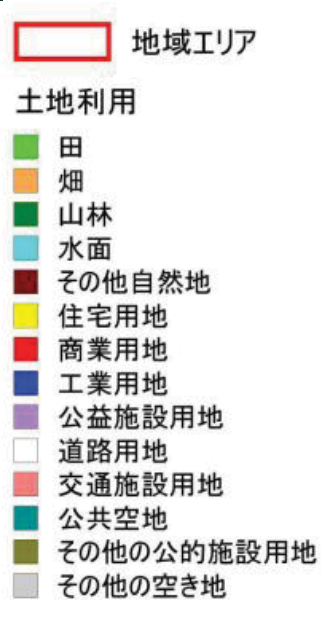 地域エリア
土地利用
田
畑
山林
水面
その他自然地
住宅用地
商業用地
工業用地
公益施設用地
道路用地
交通施設用地
公共空地
その他の公的施設用地
その他の空き地